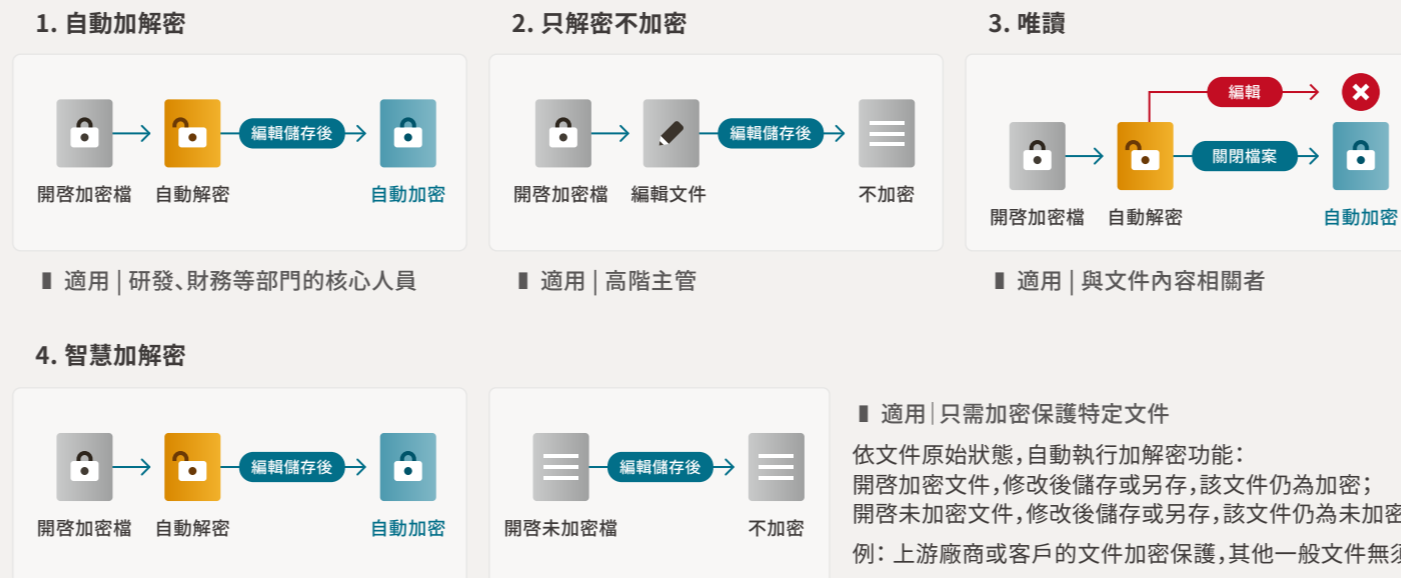 1. 自動加解密
開啓加密檔
自動解密
編輯儲存後
自動加密
▮ 適用 | 研發、財務等部門的核心人員
2. 只解密不加密
開啓加密檔
編輯文件
編輯儲存後
不加密
▮ 適用 | 高階主管
3. 唯讀
編輯
關閉檔案
開啓加密檔
自動解密
自動加密
▮ 適用 | 與文件內容相關者
4. 智慧加解密
開啓加密檔
自動解密
編輯儲存後
自動加密
開啓未加密檔
編輯儲存後
不加密
▮ 適用|只需加密保護特定文件
依文件原始狀態,自動執行加解密功能:
開啓加密文件,修改後儲存或另存,該文件仍為加密;
開啓未加密文件,修改後儲存或另存,該文件仍為未加密
例: 上游廠商或客戶的文件加密保護,其他一般文件無